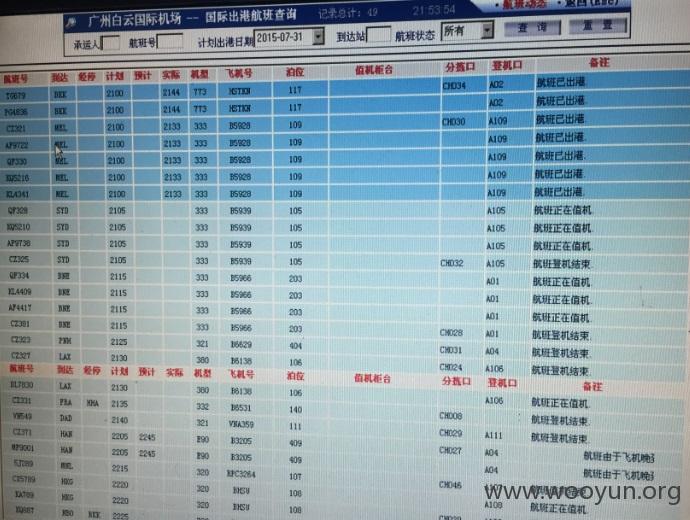 广州白云国际机场 -- 国际出港航班查询 记录总计: 49 21:53:54 航班动态 返回(Esc)
承运人 航班号 计划出港日期 2015-07-31 到达站 航班状态 所有 查询 重置
航班号 到达 经停 计划 预计 实际 机型 飞机号 泊位 值机柜台 分拣口 登机口 备注
TG679 BKK 2100 2144 773 HSTKN 117 CH034 A02 航班已出港.
PG4836 BKK 2100 2144 773 HSTKN 117 A02 航班已出港.
CZ321 MEL 2100 2133 333 B5928 109 CH030 A109 航班已出港.
AF9722 MEL 2100 2133 333 B5928 109 A109 航班已出港.
QF330 MEL 2100 2133 333 B5928 109 A109 航班已出港.
KQ5216 MEL 2100 2133 333 B5928 109 A109 航班已出港.
KL4341 MEL 2100 2133 333 B5928 109 A109 航班已出港.
QF328 SYD 2105 333 B5939 105 A105 航班正在值机.
KQ5210 SYD 2105 333 B5939 105 A105 航班正在值机.
AF9738 SYD 2105 333 B5939 105 A105 航班正在值机.
CZ325 SYD 2105 333 B5939 105 CH032 A105 航班登机结束.
QF334 BNE 2115 333 B5966 203 A01 航班正在值机.
KL4409 BNE 2115 333 B5966 203 A01 航班正在值机.
AF4417 BNE 2115 333 B5966 203 A01 航班正在值机.
CZ381 BNE 2115 333 B5966 203 CH028 A01 航班登机结束.
CZ323 PNH 2125 321 B6629 404 CH031 A04 航班登机结束.
CZ327 LAX 2130 380 B6138 106 CH024 A106 航班登机结束.
航班号 到达 经停 计划 预计 实际 机型 飞机号 泊位 值机柜台 分拣口 登机口 备注
DL7830 LAX 2130 380 B6138 106 A106 航班正在值机.
CZ331 FRA HHA 2135 332 B6531 140 航班正在值机.
VN549 DAD 2140 321 VNA359 111 CH008 航班登机结束.
CZ371 HAN 2205 2245 E90 B3205 409 CH029 A111 航班登机结束.
MF9001 HAN 2205 2245 E90 B3205 409 CH027 A04 航班由于飞机晚
5J289 MNL 2215 320 RPC3264 107 A04 航班由于飞机晚
2220 320 BHSU 108 CH046
KA789 HKG 2220 320 BHSU 108
NBO BKK 2225 108
www.wooyun.org